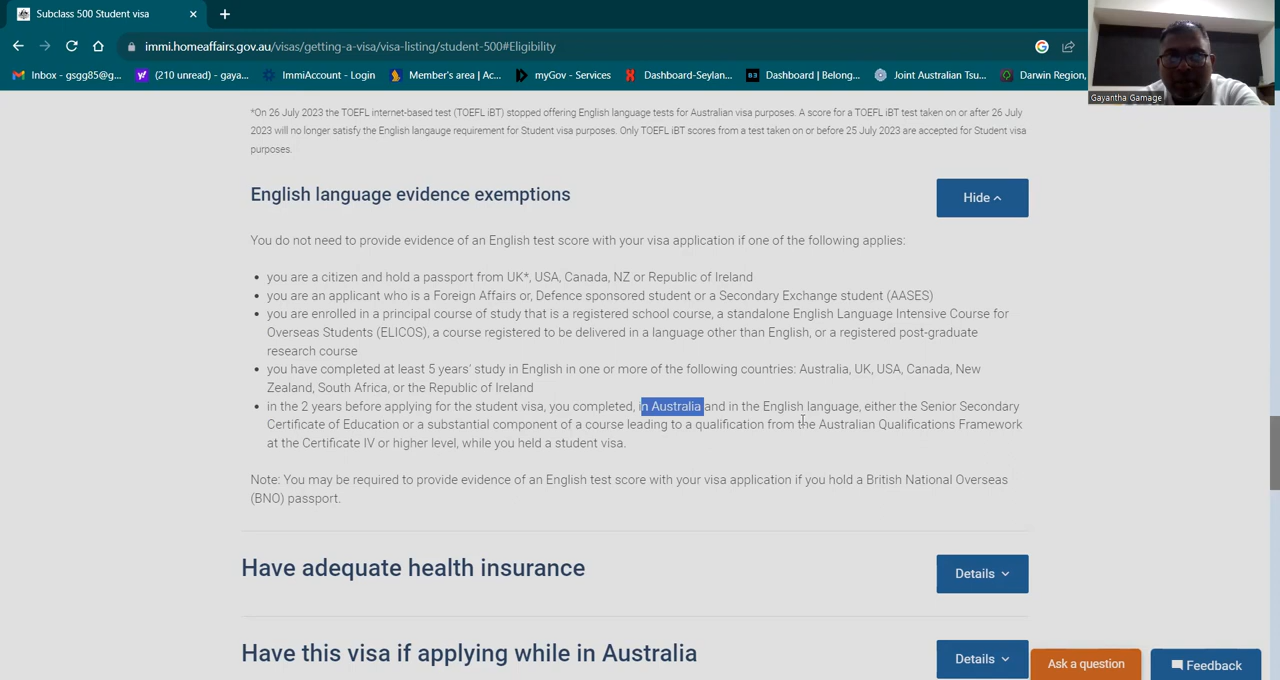 Subclass 500 Student visa
immi.homeaffairs.gov.au/visas/getting-a-visa/visa-listing/student-500#Eligibility
Inbox - gsgg85@g...
(210 unread) - gaya...
ImmiAccount - Login
Member's area | Ac...
myGov - Services
Dashboard-Seylan...
Dashboard | Belong...
Joint Australian Tsu...
Darwin Region,
Gayantha Gamage
*On 26 July 2023 the TOEFL internet-based test (TOEFL iBT) stopped offering English language tests for Australian visa purposes. A score for a TOEFL iBT test taken on or after 26 July
2023 will no longer satisfy the English langauge requirement for Student visa purposes. Only TOEFL iBT scores from a test taken on or before 25 July 2023 are accepted for Student visa
purposes.
English language evidence exemptions
Hide
You do not need to provide evidence of an English test score with your visa application if one of the following applies:
• you are a citizen and hold a passport from UK*, USA, Canada, NZ or Republic of Ireland
• you are an applicant who is a Foreign Affairs or, Defence sponsored student or a Secondary Exchange student (AASES)
• you are enrolled in a principal course of study that is a registered school course, a standalone English Language Intensive Course for
Overseas Students (ELICOS), a course registered to be delivered in a language other than English, or a registered post-graduate
research course
• you have completed at least 5 years' study in English in one or more of the following countries: Australia, UK, USA, Canada, New
Zealand, South Africa, or the Republic of Ireland
• in the 2 years before applying for the student visa, you completed, in Australia and in the English language, either the Senior Secondary
Certificate of Education or a substantial component of a course leading to a qualification from the Australian Qualifications Framework
at the Certificate IV or higher level, while you held a student visa.
Note: You may be required to provide evidence of an English test score with your visa application if you hold a British National Overseas
(BNO) passport.
Have adequate health insurance
Details
Have this visa if applying while in Australia
Details
Ask a question
Feedback